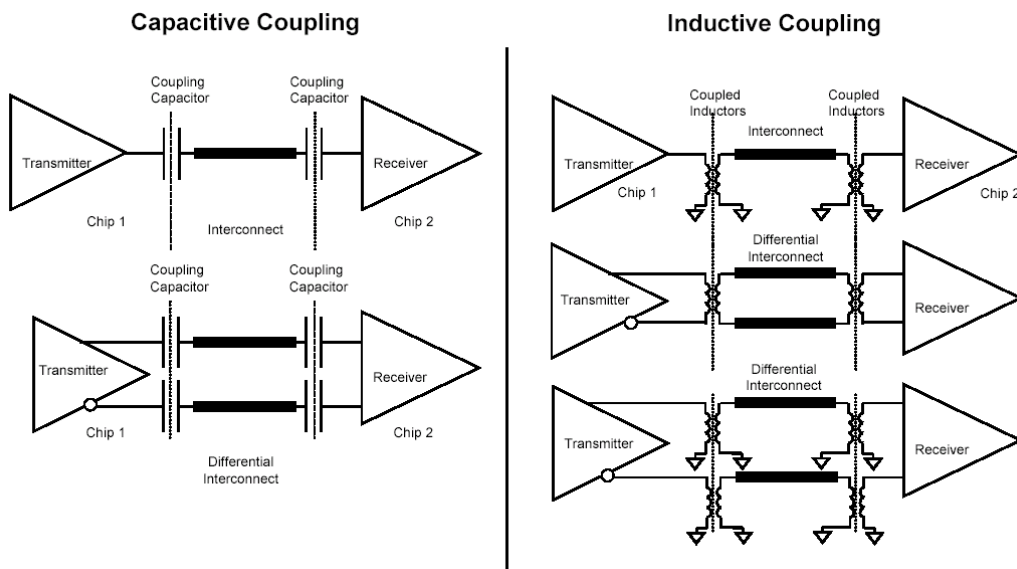 Capacitive Coupling
Coupling
Capacitor
Coupling
Capacitor
Transmitter
Receiver
Chip 1
Interconnect
Chip 2
Coupling
Capacitor
Coupling
Capacitor
Transmitter
Receiver
Chip 1
Chip 2
Differential
Interconnect
Inductive Coupling
Coupled
Inductors
Coupled
Inductors
Interconnect
Transmitter
Receiver
Chip 1
Chip 2
Differential
Interconnect
Transmitter
Receiver
Differential
Interconnect
Transmitter
Receiver